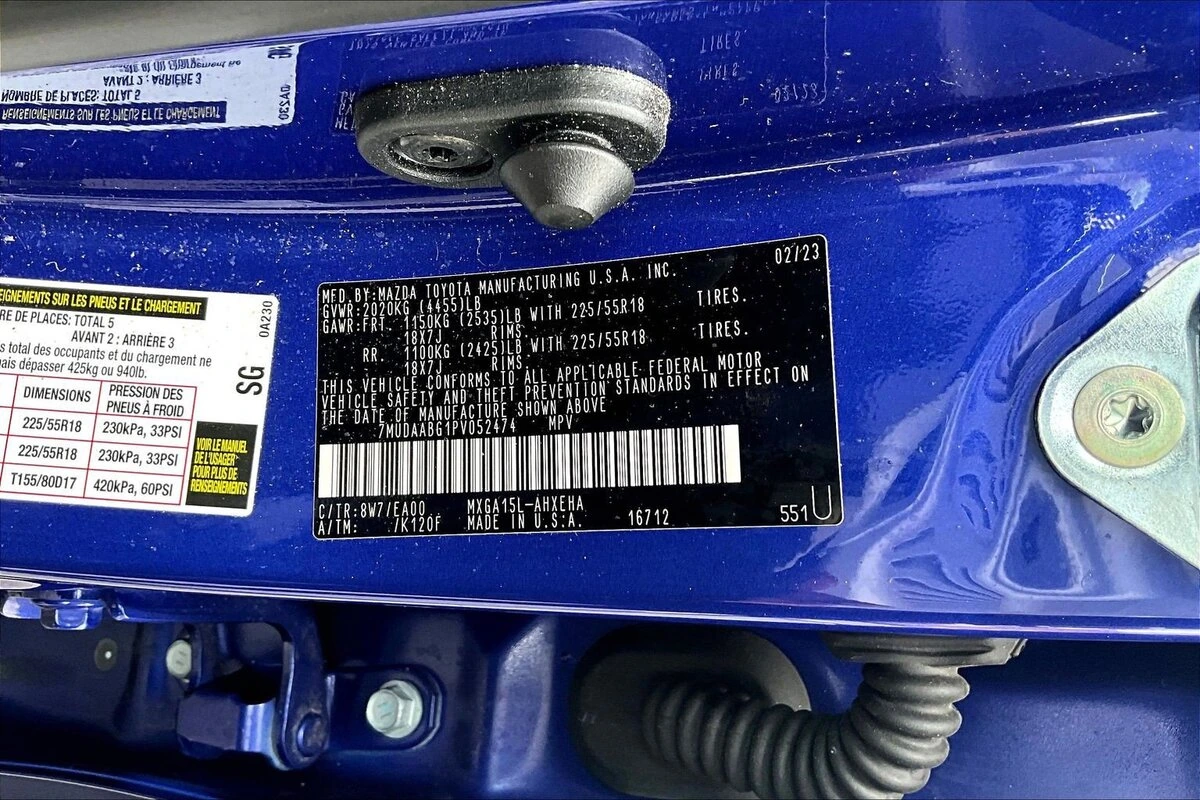 EIGNEMENTS SUR LES PNEUS ET LE CHARGEMENT
RE DE PLACES: TOTAL 5
AVANT 2 : ARRIÈRE 3
s total des occupants et du chargement ne
ais dépasser 425kg ou 940lb.
DIMENSIONS PRESSION DES PNEUS À FROID
225/55R18 230kPa, 33PSI
225/55R18 230kPa, 33PSI
T155/80D17 420kPa, 60PSI
0A230
SG
VOIR LE MANUEL
DE L'USAGER
POUR PLUS DE
RENSEIGNEMENTS
02/23
MFD.BY:MAZDA TOYOTA MANUFACTURING U.S.A. INC.
GVWR:2020KG (4455)LB
GAWR:FRT. 1150KG (2535)LB WITH 225/55R18 TIRES.
18X7J RIMS
RR. 1100KG (2425)LB WITH 225/55R18 TIRES.
18X7J RIMS
THIS VEHICLE CONFORMS TO ALL APPLICABLE FEDERAL MOTOR
VEHICLE SAFETY AND THEFT PREVENTION STANDARDS IN EFFECT ON
THE DATE OF MANUFACTURE SHOWN ABOVE
7MUDAABG1PV052474 MPV
C/TR:8W7/EA00 MXGA15L-AHXEHA
A/TM: /K120F MADE IN U.S.A. 16712 551U